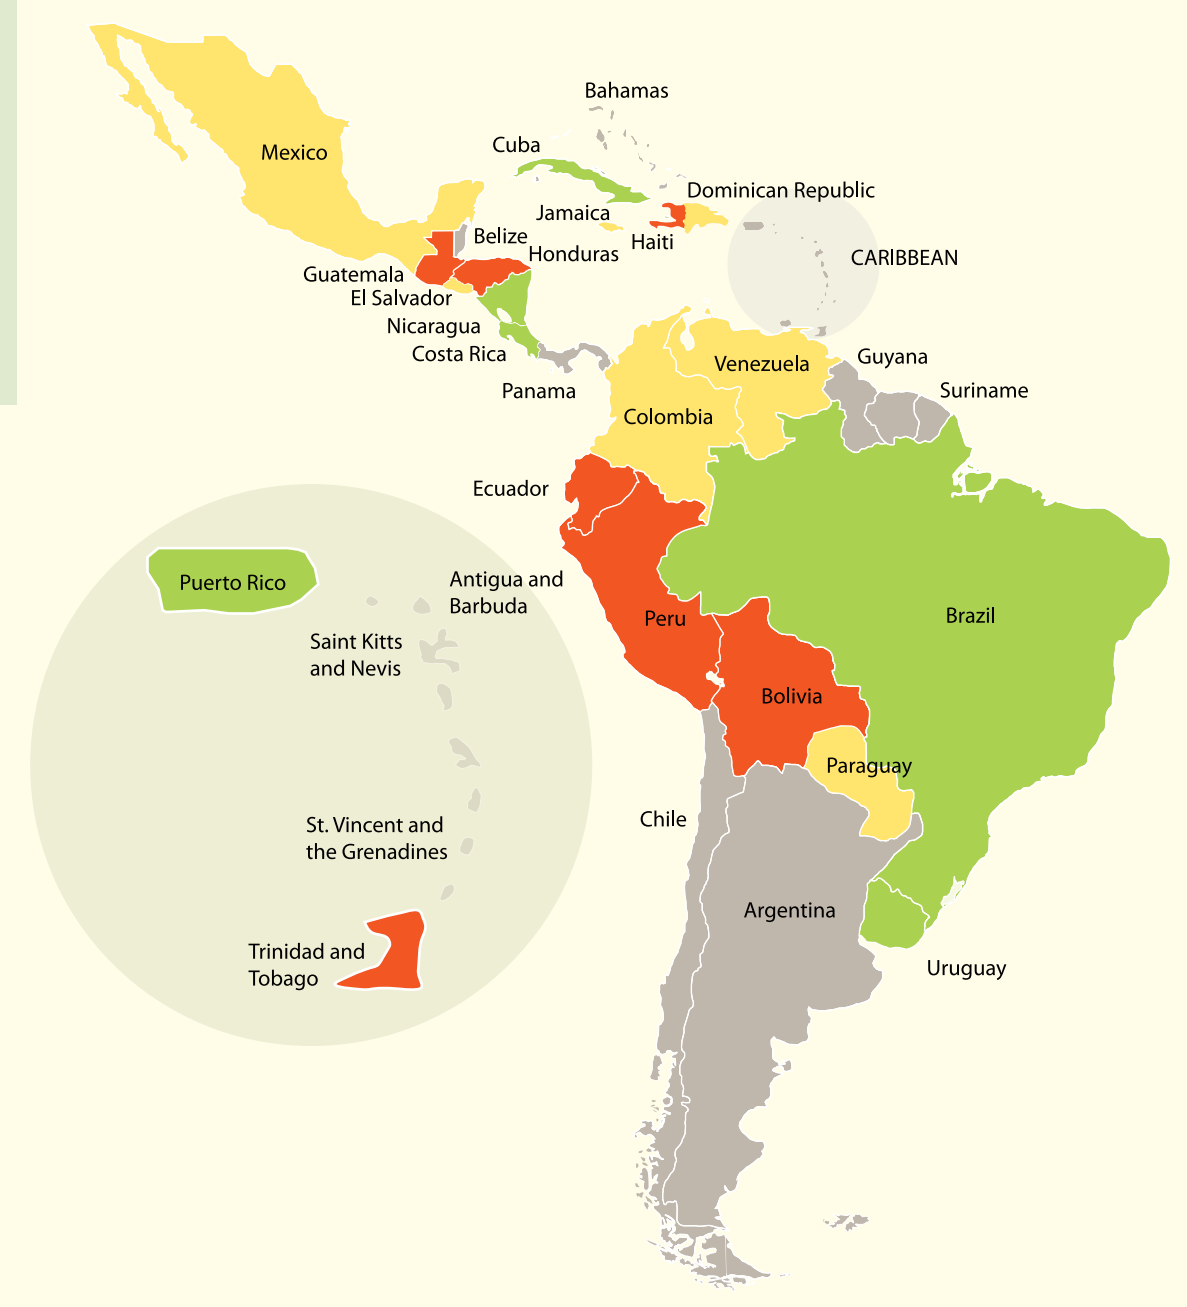 Bahamas
Cuba
Mexico
Dominican Republic
Jamaica
Belize
Haiti
Honduras
CARIBBEAN
Guatemala
El Salvador
Nicaragua
Costa Rica
Guyana
Venezuela
Panama
Suriname
Colombia
Ecuador
Puerto Rico
Antigua and
Barbuda
Peru
Brazil
Saint Kitts
and Nevis
Bolivia
Paraguay
Chile
St. Vincent and
the Grenadines
Argentina
Trinidad and
Tobago
Uruguay